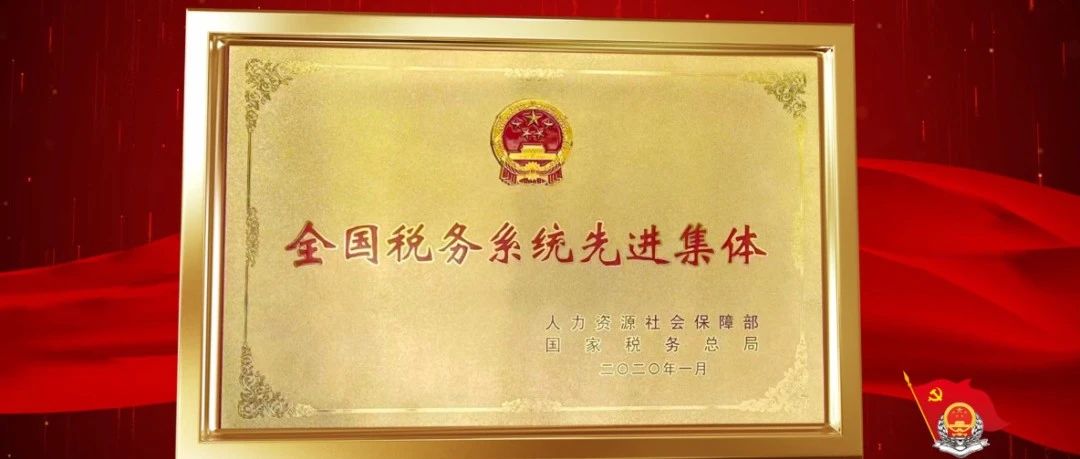 全国税务系统先进集体
人力资源社会保障部
国家税务总局
二〇二〇年一月